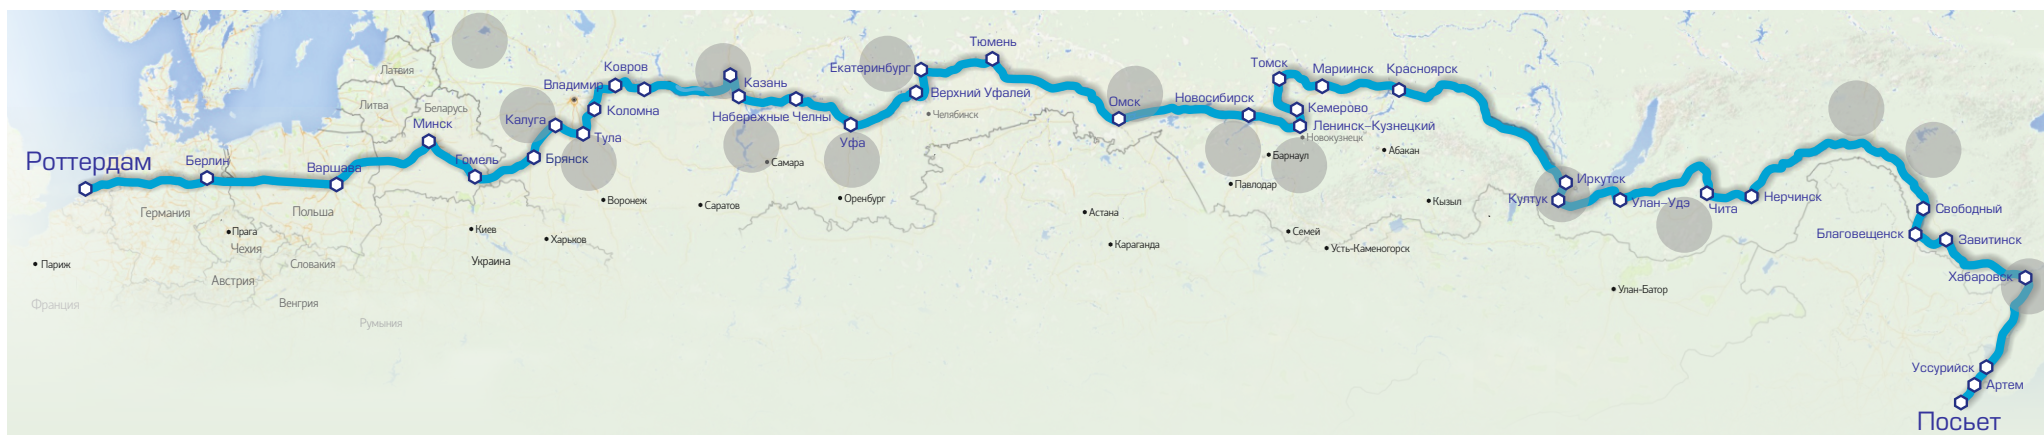 Роттердам
Берлин
Варшава
Минск
Гомель
Брянск
Калуга
Тула
Коломна
Владимир
Ковров
Казань
Набережные Челны
Уфа
Верхний Уфалей
Екатеринбург
Тюмень
Омск
Новосибирск
Ленинск-Кузнецкий
Кемерово
Томск
Мариинск
Красноярск
Иркутск
Култук
Улан-Удэ
Чита
Нерчинск
Свободный
Благовещенск
Завитинск
Хабаровск
Уссурийск
Артем
Посьет
Латвия
Литва
Беларусь
Германия
Польша
Прага
Чехия
Словакия
Австрия
Венгрия
Румыния
Париж
Франция
Киев
Украина
Харьков
Воронеж
Саратов
Самара
Оренбург
Челябинск
Астана
Караганда
Павлодар
Барнаул
Новокузнецк
Абакан
Кызыл
Семей
Усть-Каменогорск
Улан-Батор